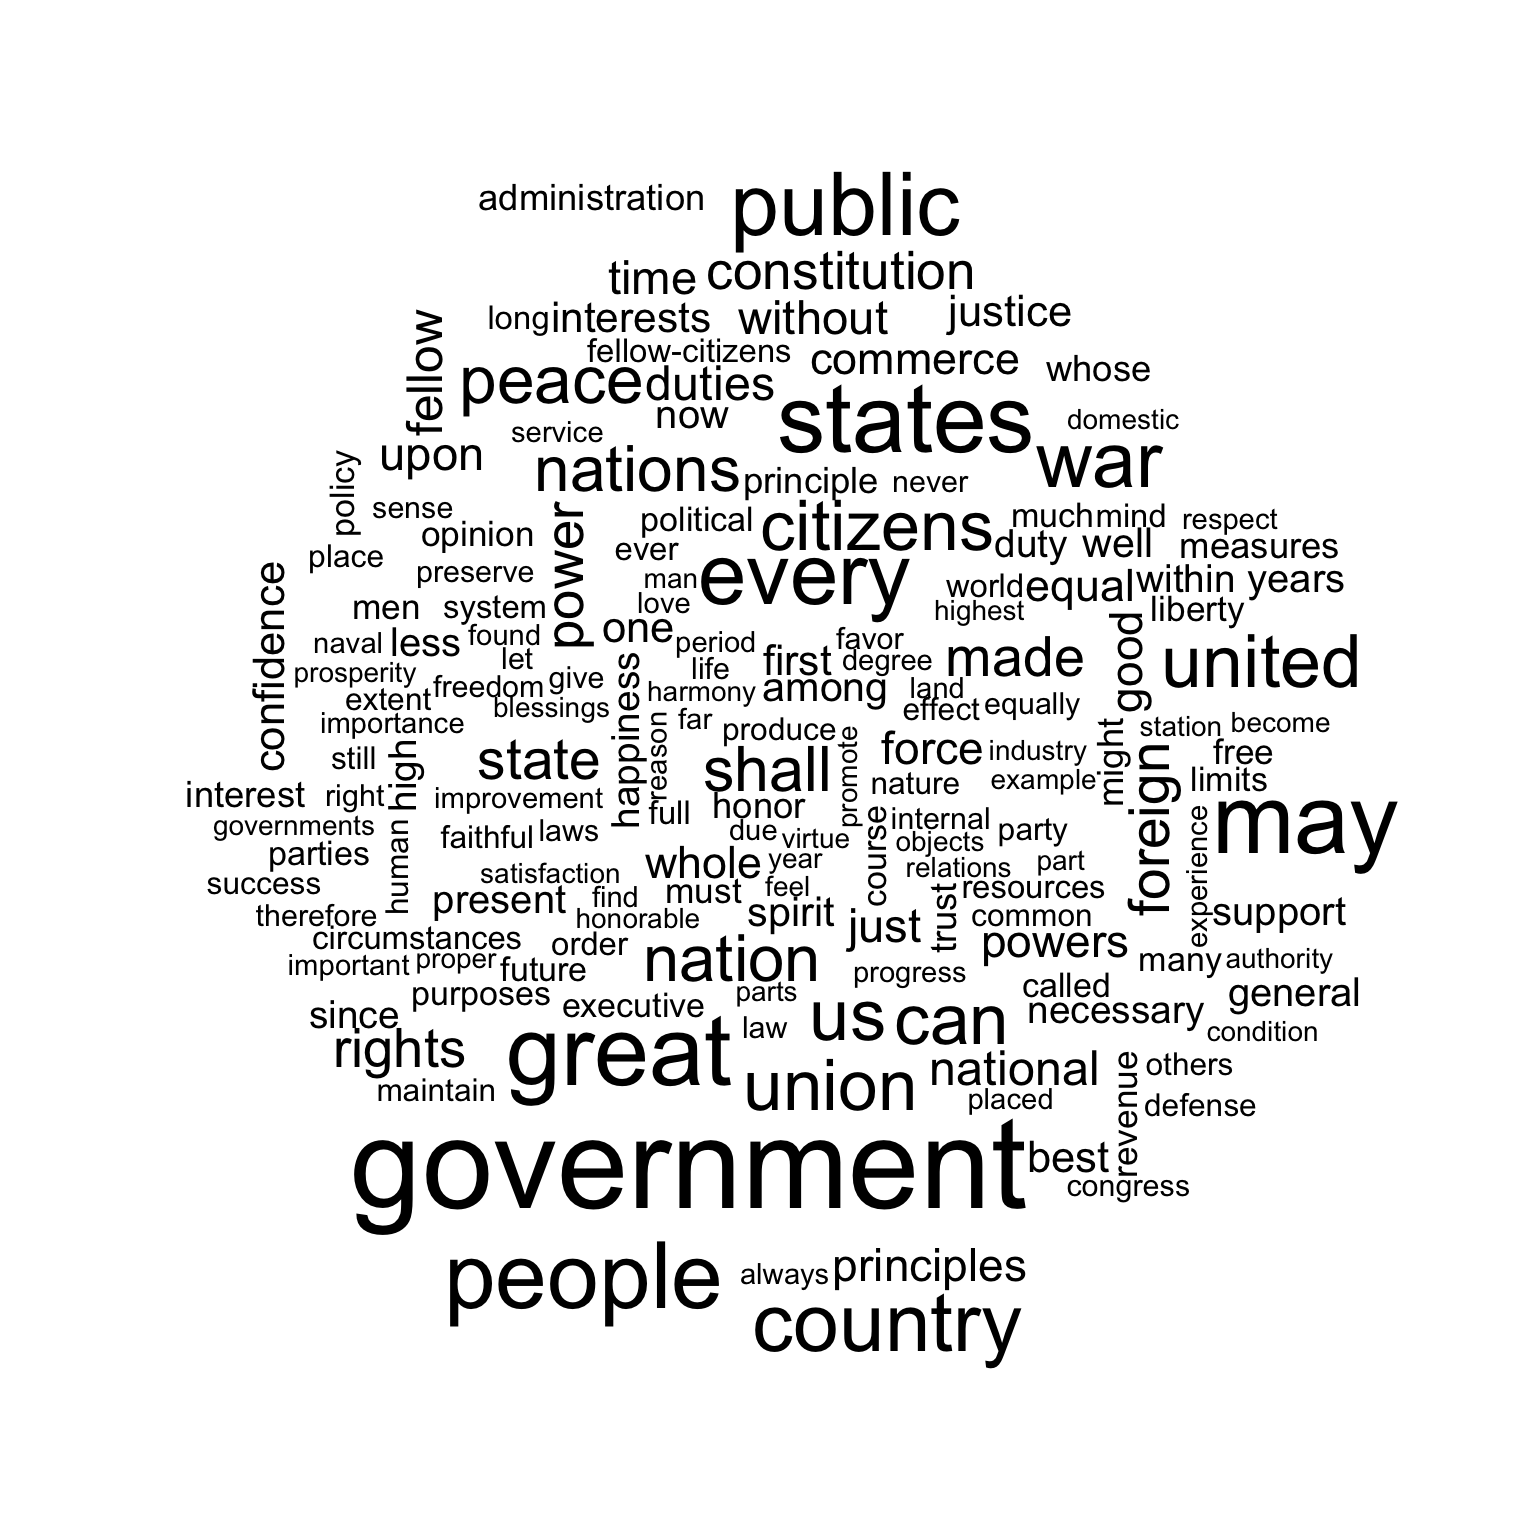 administration public
time constitution
long interests without justice
fellow fellow-citizens commerce whose
peace duties
now states domestic
service
upon nations war
policy principle never
sense political citizens much mind respect
opinion power ever duty well measures
place preserve man every world equal within years
confidence men system love highest liberty
naval less found one period favor good
let life first degree made united
prosperity freedom give happiness harmony among land
extent blessings effect equally
importance reason far produce promote might station become
still high state shall force industry foreign free
interest right improvement full honor nature example limits
governments human faithful laws due virtue course internal party experience may
parties whole year objects
success satisfaction relations part
present find must feel trust resources
therefore honorable spirit just common support
circumstances order nation powers
important proper future progress many authority
purposes executive parts called general
since us can necessary condition
rights great law
maintain union national revenue others
placed defense
government best
congress
people always principles
country